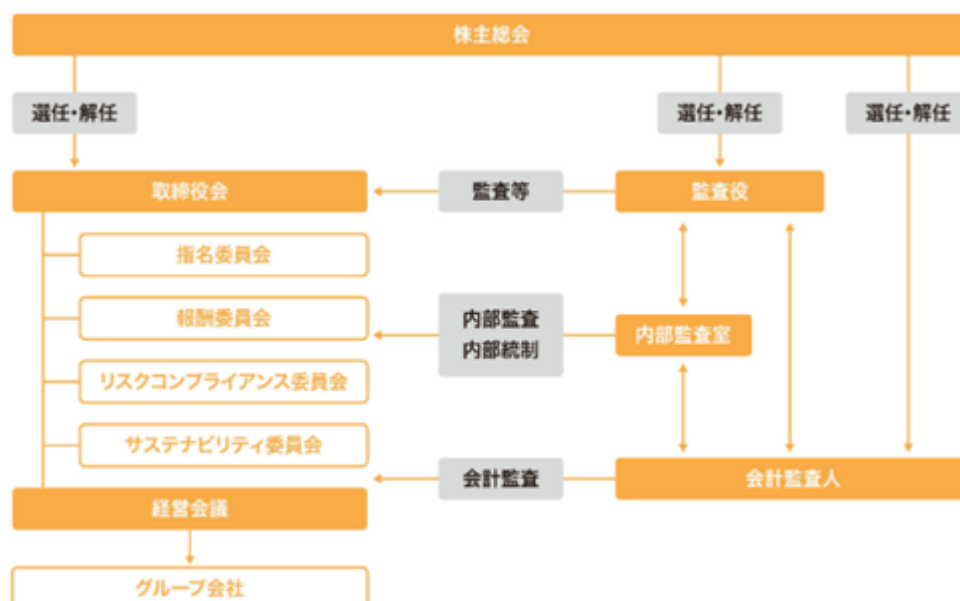 株主総会
選任・解任
選任・解任
選任・解任
取締役会
監査等
監査役
指名委員会
報酬委員会
内部監査
内部統制
内部監査室
リスクコンプライアンス委員会
サステナビリティ委員会
会計監査
会計監査人
経営会議
グループ会社